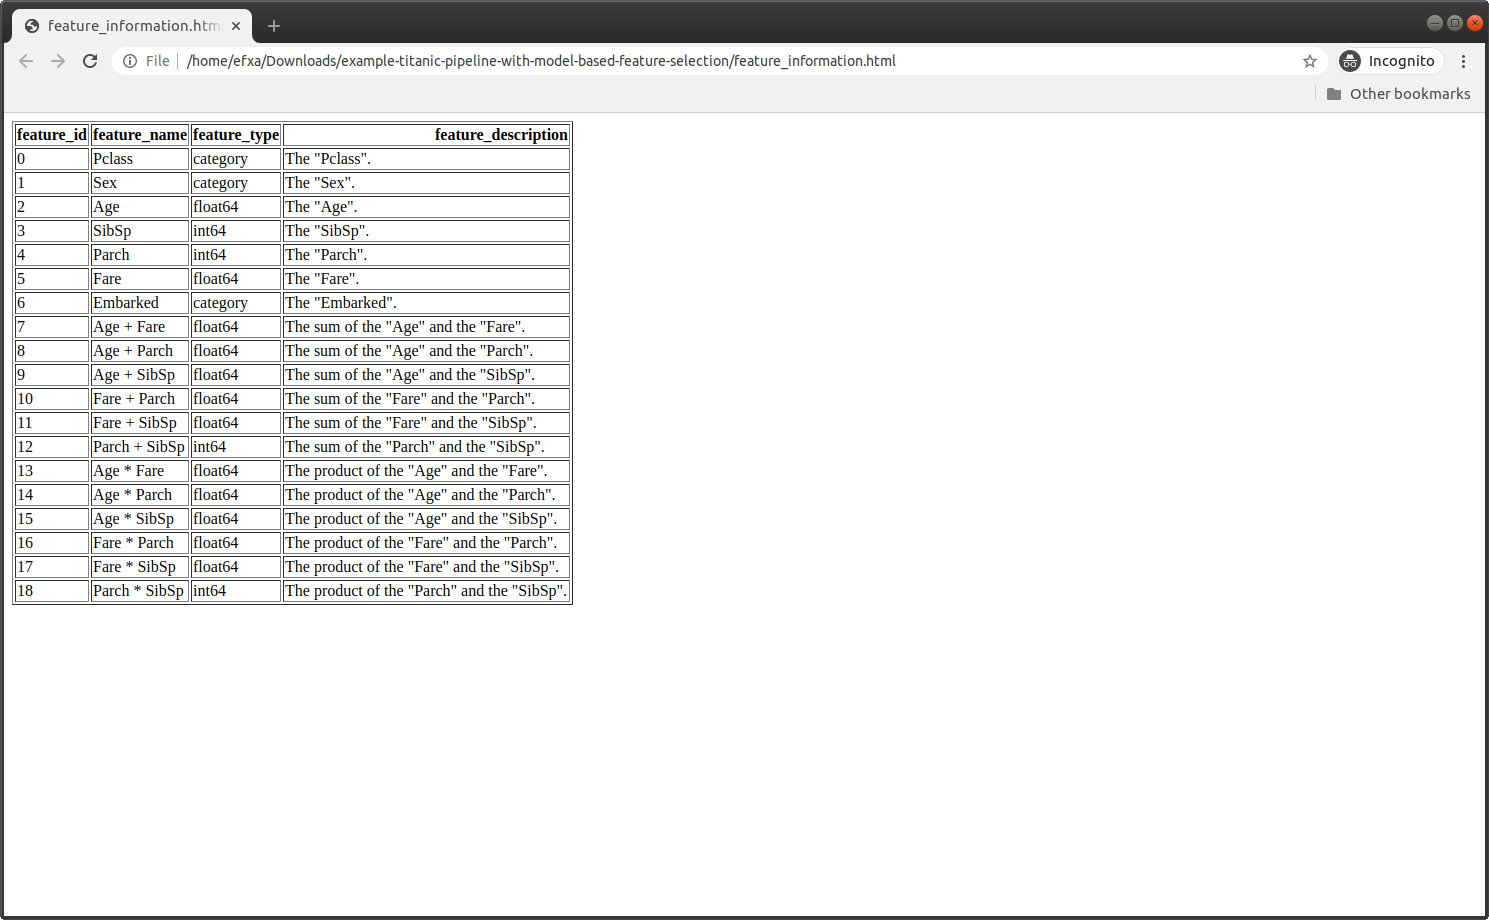 feature_information.htm
File /home/efxa/Downloads/example-titanic-pipeline-with-model-based-feature-selection/feature_information.html Incognito
Other bookmarks
feature_id feature_name feature_type feature_description
0 Pclass category The "Pclass".
1 Sex category The "Sex".
2 Age float64 The "Age".
3 SibSp int64 The "SibSp".
4 Parch int64 The "Parch".
5 Fare float64 The "Fare".
6 Embarked category The "Embarked".
7 Age + Fare float64 The sum of the "Age" and the "Fare".
8 Age + Parch float64 The sum of the "Age" and the "Parch".
9 Age + SibSp float64 The sum of the "Age" and the "SibSp".
10 Fare + Parch float64 The sum of the "Fare" and the "Parch".
11 Fare + SibSp float64 The sum of the "Fare" and the "SibSp".
12 Parch + SibSp int64 The sum of the "Parch" and the "SibSp".
13 Age * Fare float64 The product of the "Age" and the "Fare".
14 Age * Parch float64 The product of the "Age" and the "Parch".
15 Age * SibSp float64 The product of the "Age" and the "SibSp".
16 Fare * Parch float64 The product of the "Fare" and the "Parch".
17 Fare * SibSp float64 The product of the "Fare" and the "SibSp".
18 Parch * SibSp int64 The product of the "Parch" and the "SibSp".